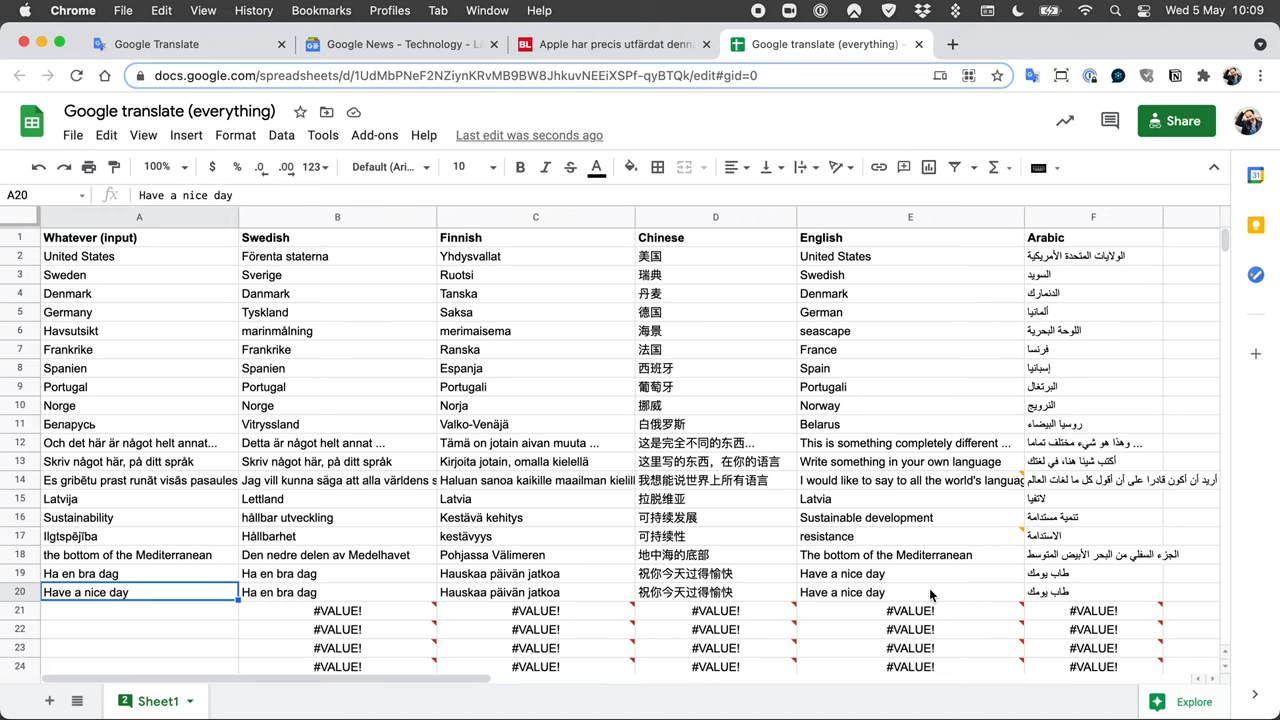 Chrome File Edit View History Bookmarks Profiles Tab Window Help Wed 5 May 10:09
Google Translate Google News - Technology - L Apple har precis utfärdat denn Google translate (everything) -
docs.google.com/spreadsheets/d/1UdMbPNeF2NZiynKRvMB9BW8JhkuvNEEiXSPf-qyBTQk/edit#gid=0
Google translate (everything)
File Edit View Insert Format Data Tools Add-ons Help Last edit was seconds ago
Share
100% $ % .0 .00 123 Default (Ari... 10 B I S A
A20 fx Have a nice day
A B C D E F
1 Whatever (input) Swedish Finnish Chinese English Arabic
2 United States Förenta staterna Yhdysvallat 美国 United States الولايات المتحدة الأمريكية
3 Sweden Sverige Ruotsi 瑞典 Swedish السويد
4 Denmark Danmark Tanska 丹麦 Denmark الدنمارك
5 Germany Tyskland Saksa 德国 German ألمانيا
6 Havsutsikt marinmålning merimaisema 海景 seascape اللوحة البحرية
7 Frankrike Frankrike Ranska 法国 France فرنسا
8 Spanien Spanien Espanja 西班牙 Spain إسبانيا
9 Portugal Portugal Portugali 葡萄牙 Portugali البرتغال
10 Norge Norge Norja 挪威 Norway النرويج
11 Беларусь Vitryssland Valko-Venäjä 白俄罗斯 Belarus روسيا البيضاء
12 Och det här är något helt annat... Detta är något helt annat ... Tämä on jotain aivan muuta ... 这是完全不同的东西... This is something completely different ... وهذا هو شيء مختلف تماما ...
13 Skriv något här, på ditt språk Skriv något här, på ditt språk Kirjoita jotain, omalla kielellä 这里写的东西，在你的语言 Write something in your own language أكتب شيئا هنا، في لغتك
14 Es gribētu prast runāt visās pasaules Jag vill kunna säga att alla världens s Haluan sanoa kaikille maailman kielill 我想能说世界上所有语言 I would like to say to all the world's languag أريد أن أكون قادرا على أن أقول كل ما لغات العالم
15 Latvija Lettland Latvia 拉脱维亚 Latvia لاتفيا
16 Sustainability hållbar utveckling Kestävä kehitys 可持续发展 Sustainable development تنمية مستدامة
17 Ilgtspējība Hållbarhet kestävyys 可持续性 resistance الاستدامة
18 the bottom of the Mediterranean Den nedre delen av Medelhavet Pohjassa Välimeren 地中海的底部 The bottom of the Mediterranean الجزء السفلي من البحر الأبيض المتوسط
19 Ha en bra dag Ha en bra dag Hauskaa päivän jatkoa 祝你今天过得愉快 Have a nice day طاب يومك
20 Have a nice day Ha en bra dag Hauskaa päivän jatkoa 祝你今天过得愉快 Have a nice day طاب يومك
21 #VALUE! #VALUE! #VALUE! #VALUE! #VALUE!
22 #VALUE! #VALUE! #VALUE! #VALUE! #VALUE!
23 #VALUE! #VALUE! #VALUE! #VALUE! #VALUE!
24 #VALUE! #VALUE! #VALUE! #VALUE! #VALUE!
2 Sheet1 Explore